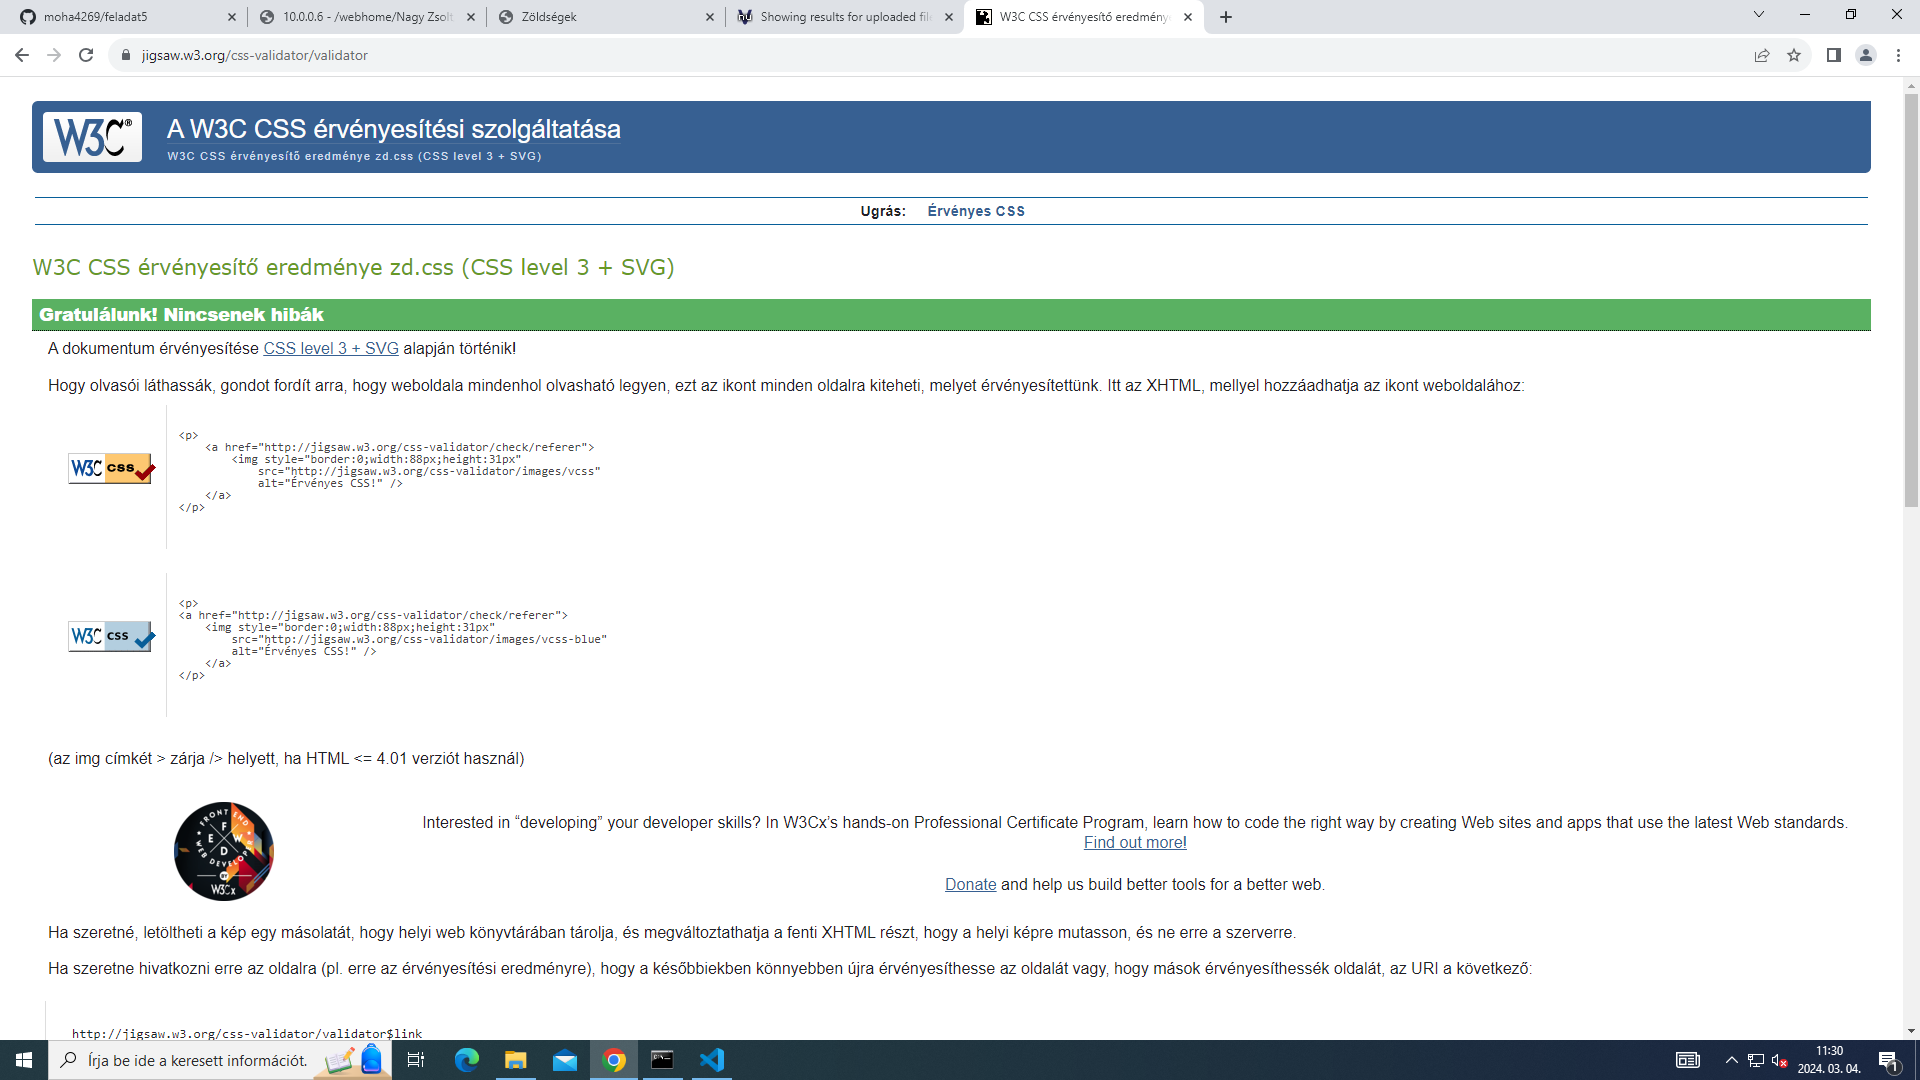 moha4269/feladat5
10.0.0.6 - /webhome/Nagy Zsolt
Zöldségek
Showing results for uploaded file
W3C CSS érvényesítő eredménye
jigsaw.w3.org/css-validator/validator
W3C®
A W3C CSS érvényesítési szolgáltatása
W3C CSS érvényesítő eredménye zd.css (CSS level 3 + SVG)
Ugrás: Érvényes CSS
W3C CSS érvényesítő eredménye zd.css (CSS level 3 + SVG)
Gratulálunk! Nincsenek hibák
A dokumentum érvényesítése CSS level 3 + SVG alapján történik!
Hogy olvasói láthassák, gondot fordít arra, hogy weboldala mindenhol olvasható legyen, ezt az ikont minden oldalra kiteheti, melyet érvényesítettünk. Itt az XHTML, mellyel hozzáadhatja az ikont weboldalához:
W3C CSS
<p>
<a href="http://jigsaw.w3.org/css-validator/check/referer">
<img style="border:0;width:88px;height:31px"
src="http://jigsaw.w3.org/css-validator/images/vcss"
alt="Érvényes CSS!" />
</a>
</p>
W3C CSS
<p>
<a href="http://jigsaw.w3.org/css-validator/check/referer">
<img style="border:0;width:88px;height:31px"
src="http://jigsaw.w3.org/css-validator/images/vcss-blue"
alt="Érvényes CSS!" />
</a>
</p>
(az img címkét > zárja /> helyett, ha HTML <= 4.01 verziót használ)
FRONT END
F E W D
WEB DEVELOPER
BY
W3Cx
Interested in “developing” your developer skills? In W3Cx’s hands-on Professional Certificate Program, learn how to code the right way by creating Web sites and apps that use the latest Web standards.
Find out more!
Donate and help us build better tools for a better web.
Ha szeretné, letöltheti a kép egy másolatát, hogy helyi web könyvtárában tárolja, és megváltoztathatja a fenti XHTML részt, hogy a helyi képre mutasson, és ne erre a szerverre.
Ha szeretne hivatkozni erre az oldalra (pl. erre az érvényesítési eredményre), hogy a későbbiekben könnyebben újra érvényesíthesse az oldalát vagy, hogy mások érvényesíthessék oldalát, az URI a következő:
http://jigsaw.w3.org/css-validator/validator$link
Írja be ide a keresett információt.
11:30
2024. 03. 04.
1